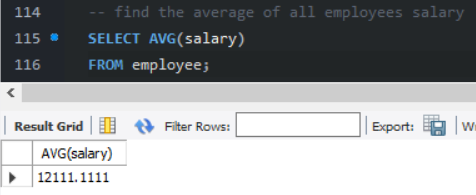 114 -- find the average of all employees salary
115 SELECT AVG(salary)
116 FROM employee;
<
Result Grid Filter Rows: Export:
AVG(salary)
12111.1111